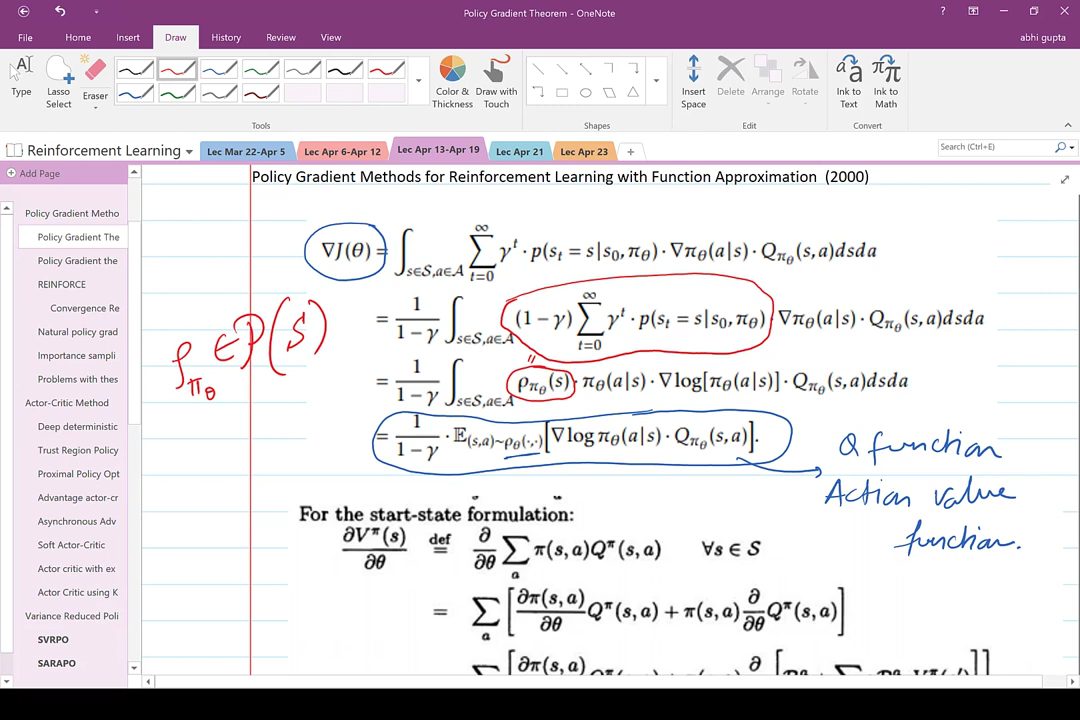 Policy Gradient Theorem - OneNote
?
File Home Insert Draw History Review View
abhi gupta
Type
Lasso Select
Eraser
Color & Thickness
Draw with Touch
Insert Space
Delete
Arrange
Rotate
Ink to Text
Ink to Math
Tools Shapes Edit Convert
Reinforcement Learning
Lec Mar 22-Apr 5
Lec Apr 6-Apr 12
Lec Apr 13-Apr 19
Lec Apr 21
Lec Apr 23
+
Search (Ctrl+E)
Add Page
Policy Gradient Metho
Policy Gradient The
Policy Gradient the
REINFORCE
Convergence Re
Natural policy grad
Importance sampli
Problems with thes
Actor-Critic Method
Deep deterministic
Trust Region Policy
Proximal Policy Opt
Advantage actor-cr
Asynchronous Adv
Soft Actor-Critic
Actor critic with ex
Actor Critic using K
Variance Reduced Poli
SVRPO
SARAPO
Policy Gradient Methods for Reinforcement Learning with Function Approximation (2000)
∇J(θ) = ∫_{s∈S,a∈A} ∑_{t=0}^{∞} γ^t · p(s_t = s|s_0, π_θ) · ∇π_θ(a|s) · Q_{π_θ}(s,a)dsda
= 1/(1−γ) ∫_{s∈S,a∈A} (1−γ) ∑_{t=0}^{∞} γ^t · p(s_t = s|s_0, π_θ) · ∇π_θ(a|s) · Q_{π_θ}(s,a)dsda
= 1/(1−γ) ∫_{s∈S,a∈A} ρ_{π_θ}(s) · π_θ(a|s) · ∇log[π_θ(a|s)] · Q_{π_θ}(s,a)dsda
= 1/(1−γ) · 𝔼_{(s,a)~ρ_θ(·,·)}[∇log π_θ(a|s) · Q_{π_θ}(s,a)].
ρ_{π_θ} ∈ P(S)
Q function
Action value
function.
For the start-state formulation:
∂V^π(s)/∂θ def= ∂/∂θ ∑_a π(s,a)Q^π(s,a) ∀s ∈ S
= ∑_a [∂π(s,a)/∂θ Q^π(s,a) + π(s,a) ∂/∂θ Q^π(s,a)]